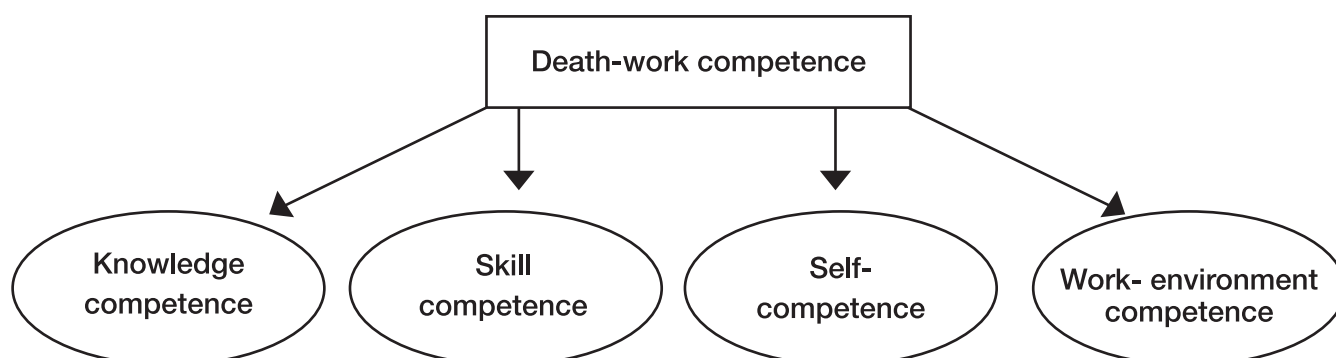 Death-work competence
Knowledge
competence
Skill
competence
Self-
competence
Work- environment
competence